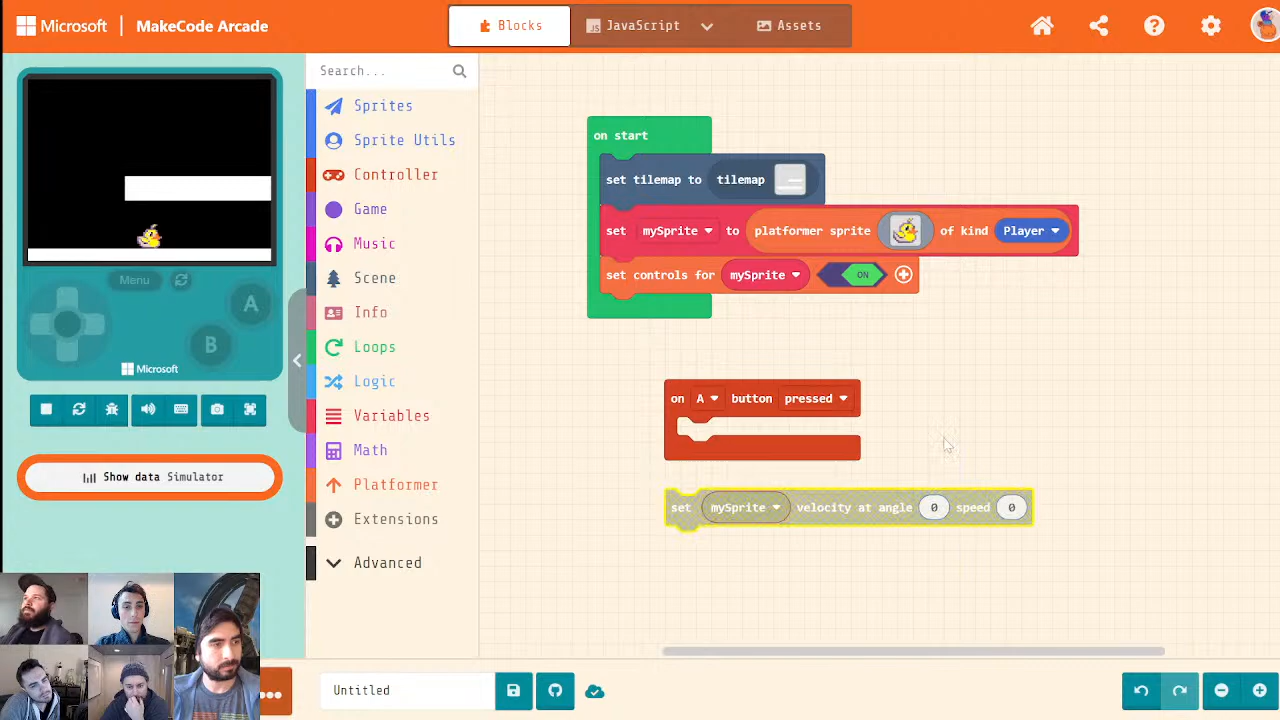 Microsoft MakeCode Arcade
Blocks
JavaScript
Assets
Search...
Sprites
Sprite Utils
Controller
Game
Music
Scene
Info
Loops
Logic
Variables
Math
Platformer
Extensions
Advanced
Menu
A
B
Microsoft
Show data Simulator
on start
set tilemap to tilemap
set mySprite to platformer sprite of kind Player
set controls for mySprite ON
on A button pressed
set mySprite velocity at angle 0 speed 0
Untitled